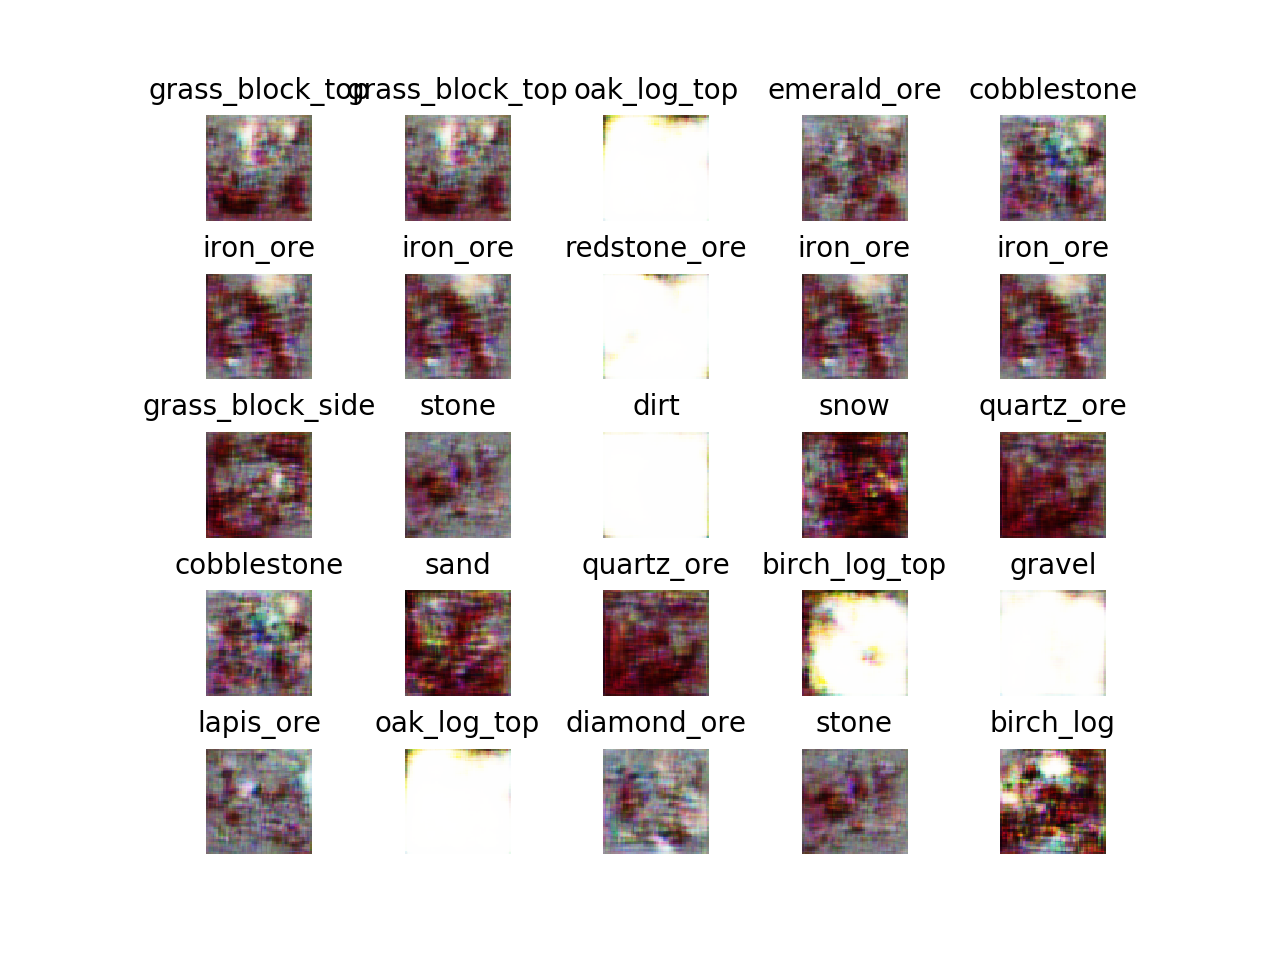 grass_block_top grass_block_top oak_log_top emerald_ore cobblestone
iron_ore iron_ore redstone_ore iron_ore iron_ore
grass_block_side stone dirt snow quartz_ore
cobblestone sand quartz_ore birch_log_top gravel
lapis_ore oak_log_top diamond_ore stone birch_log